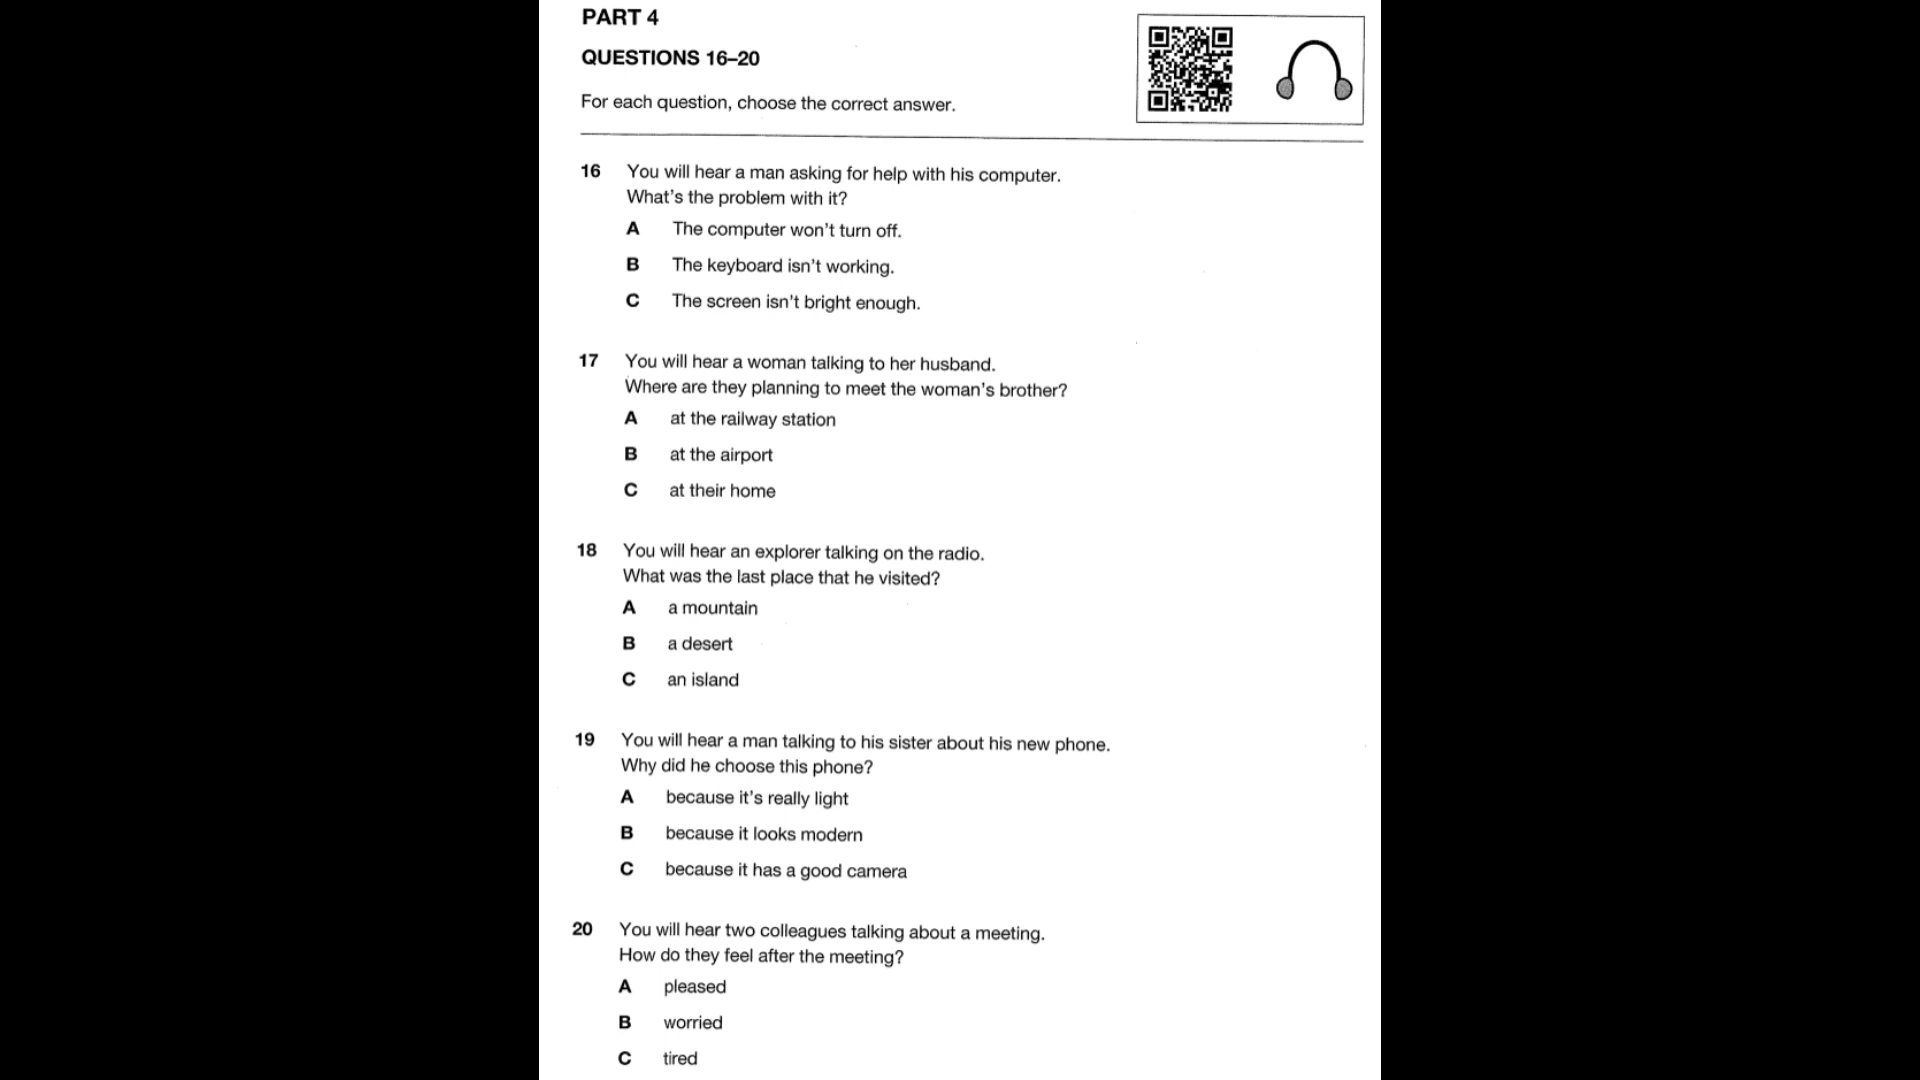 PART 4
QUESTIONS 16–20
For each question, choose the correct answer.
16 You will hear a man asking for help with his computer.
What's the problem with it?
A The computer won't turn off.
B The keyboard isn't working.
C The screen isn't bright enough.
17 You will hear a woman talking to her husband.
Where are they planning to meet the woman's brother?
A at the railway station
B at the airport
C at their home
18 You will hear an explorer talking on the radio.
What was the last place that he visited?
A a mountain
B a desert
C an island
19 You will hear a man talking to his sister about his new phone.
Why did he choose this phone?
A because it's really light
B because it looks modern
C because it has a good camera
20 You will hear two colleagues talking about a meeting.
How do they feel after the meeting?
A pleased
B worried
C tired